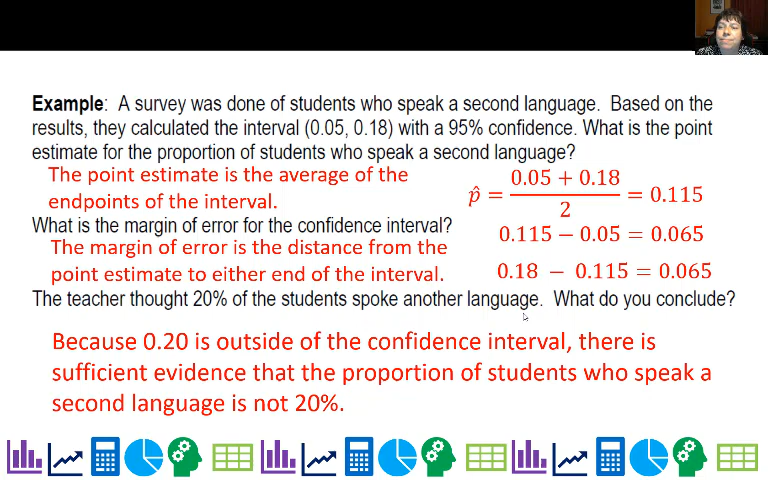 Example: A survey was done of students who speak a second language. Based on the
results, they calculated the interval (0.05, 0.18) with a 95% confidence. What is the point
estimate for the proportion of students who speak a second language?
The point estimate is the average of the
endpoints of the interval.
p̂ = (0.05 + 0.18)/2 = 0.115
What is the margin of error for the confidence interval?
0.115 − 0.05 = 0.065
The margin of error is the distance from the
point estimate to either end of the interval.
0.18 − 0.115 = 0.065
The teacher thought 20% of the students spoke another language. What do you conclude?
Because 0.20 is outside of the confidence interval, there is
sufficient evidence that the proportion of students who speak a
second language is not 20%.